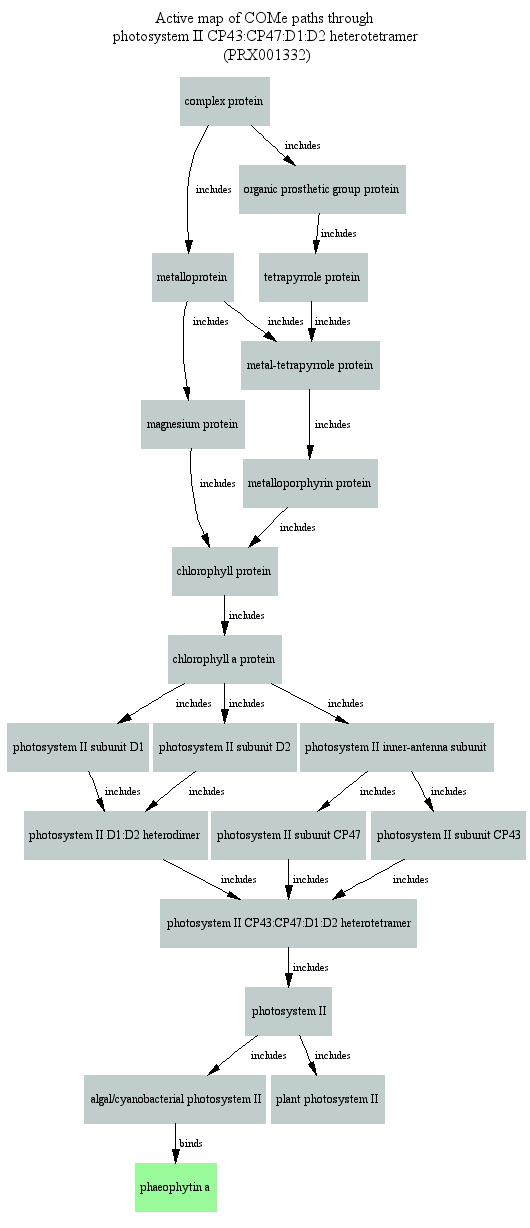 Active map of COMe paths through
photosystem II CP43:CP47:D1:D2 heterotetramer
(PRX001332)
complex protein
includes
organic prosthetic group protein
includes
includes
metalloprotein
tetrapyrrole protein
includes
includes
includes
metal-tetrapyrrole protein
magnesium protein
includes
metalloporphyrin protein
includes
includes
chlorophyll protein
includes
chlorophyll a protein
includes
includes
includes
photosystem II subunit D1
photosystem II subunit D2
photosystem II inner-antenna subunit
includes
includes
includes
includes
photosystem II D1:D2 heterodimer
photosystem II subunit CP47
photosystem II subunit CP43
includes
includes
includes
photosystem II CP43:CP47:D1:D2 heterotetramer
includes
photosystem II
includes
includes
algal/cyanobacterial photosystem II
plant photosystem II
binds
phaeophytin a